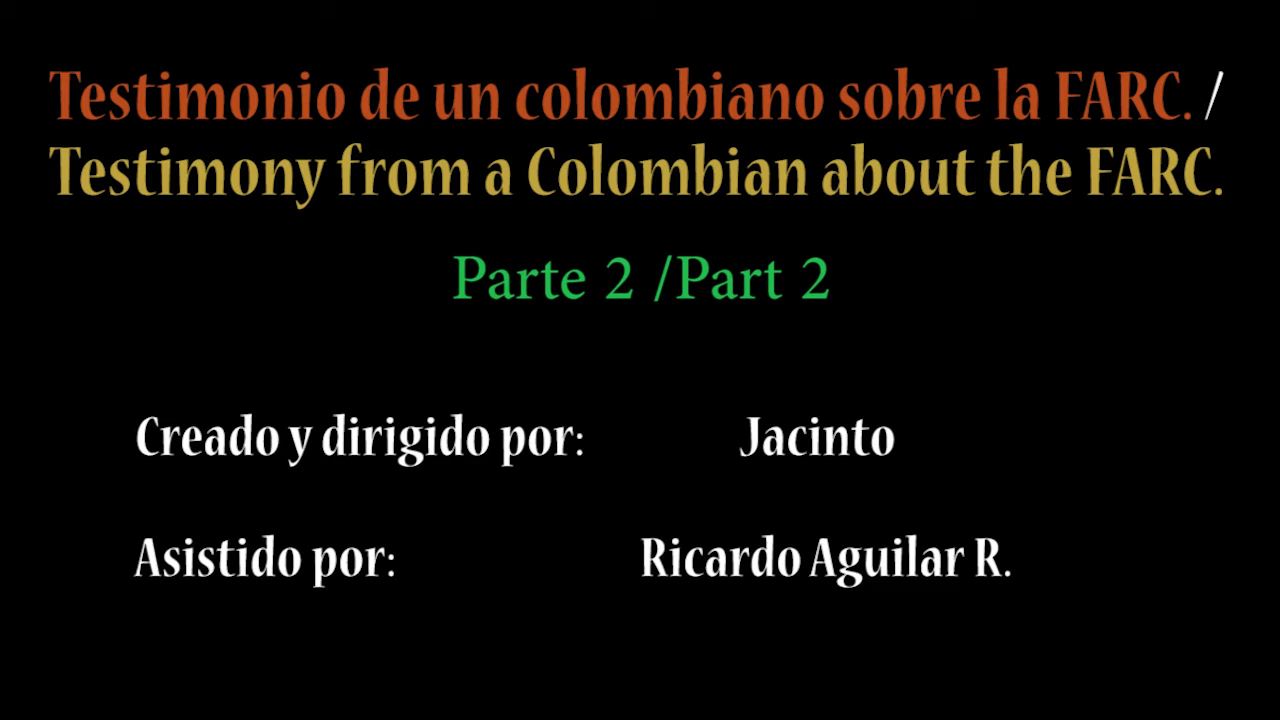 Testimonio de un colombiano sobre la FARC. /
Testimony from a Colombian about the FARC.
Parte 2 /Part 2
Creado y dirigido por: Jacinto
Asistido por: Ricardo Aguilar R.